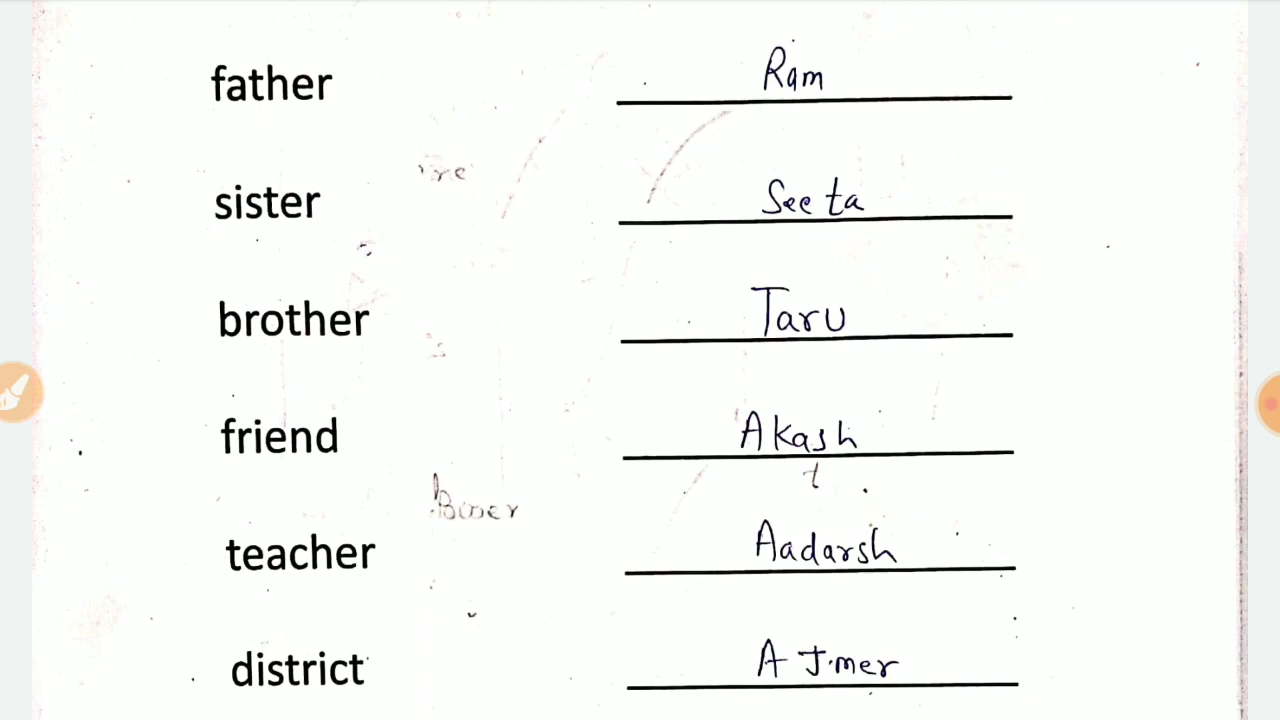 father Ram
sister Seeta
brother Taru
friend Akash
t
teacher Aadarsh
district AJmer